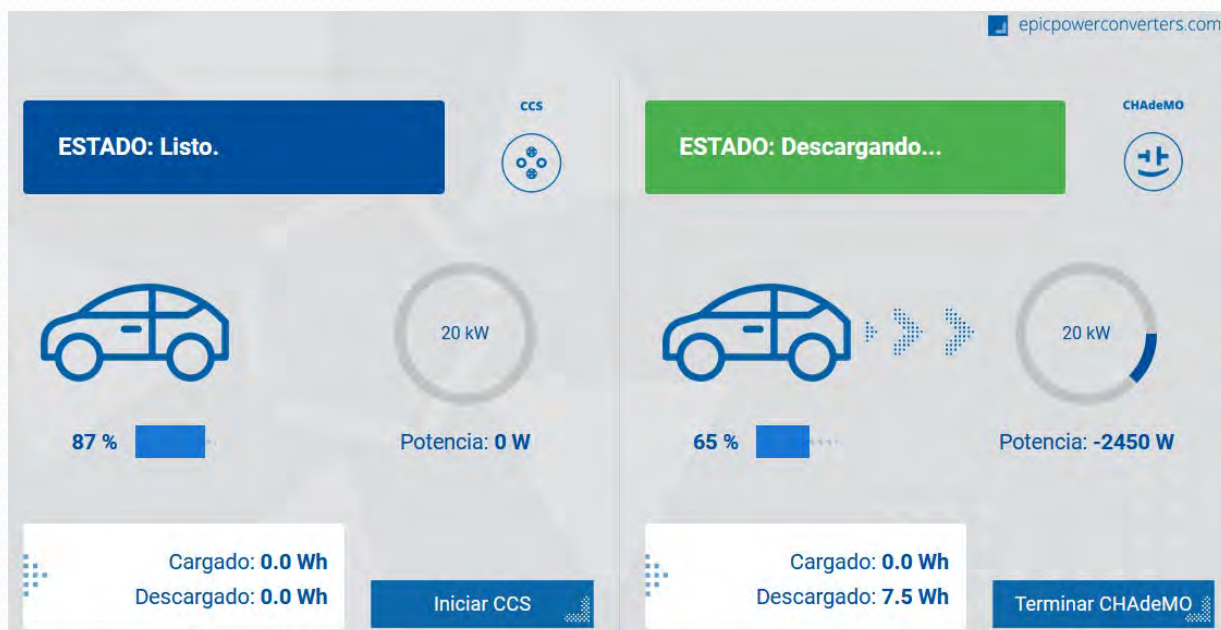 epicpowerconverters.com
ESTADO: Listo.
CCS
20 kW
87 %
Potencia: 0 W
Cargado: 0.0 Wh
Descargado: 0.0 Wh
Iniciar CCS
ESTADO: Descargando...
CHAdeMO
20 kW
65 %
Potencia: -2450 W
Cargado: 0.0 Wh
Descargado: 7.5 Wh
Terminar CHAdeMO